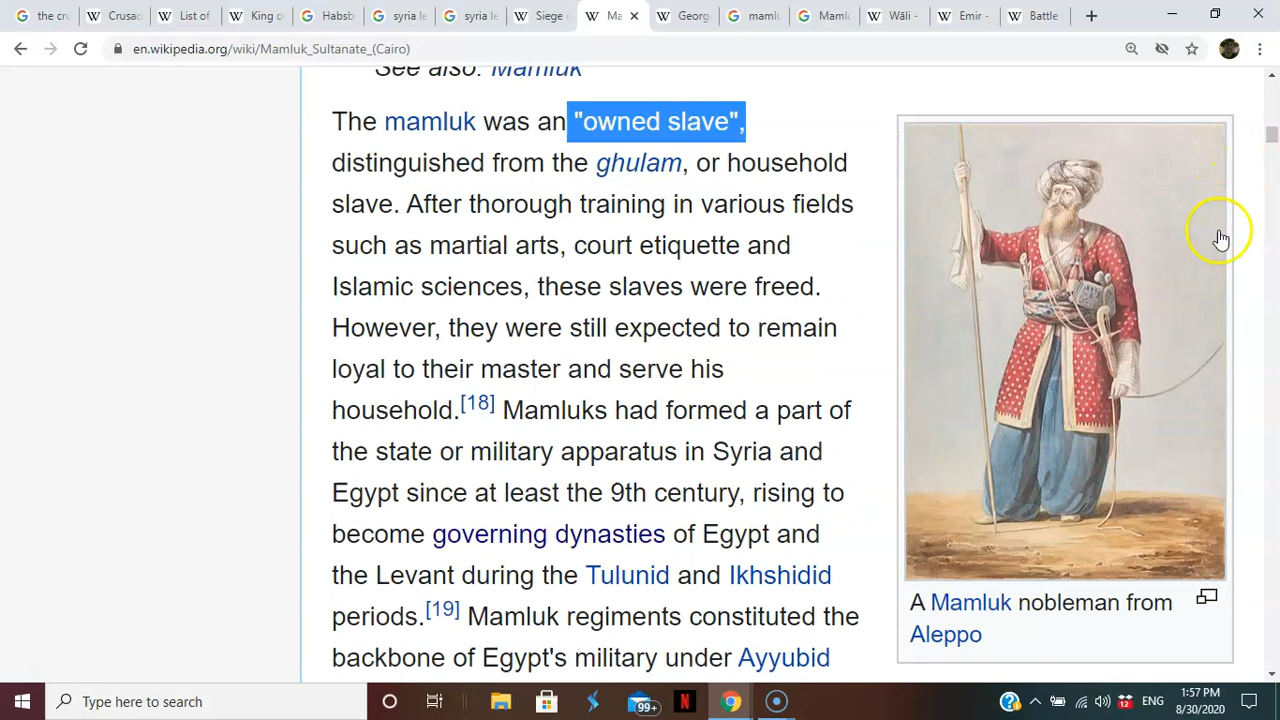 the cru
Crusad
List of
King o
Habsb
syria le
syria le
Siege o
Ma
Georg
mamlu
Mamlu
Wāli -
Emir -
Battle
en.wikipedia.org/wiki/Mamluk_Sultanate_(Cairo)
See also: Mamluk
The mamluk was an "owned slave",
distinguished from the ghulam, or household
slave. After thorough training in various fields
such as martial arts, court etiquette and
Islamic sciences, these slaves were freed.
However, they were still expected to remain
loyal to their master and serve his
household.[18] Mamluks had formed a part of
the state or military apparatus in Syria and
Egypt since at least the 9th century, rising to
become governing dynasties of Egypt and
the Levant during the Tulunid and Ikhshidid
periods.[19] Mamluk regiments constituted the
backbone of Egypt's military under Ayyubid
A Mamluk nobleman from
Aleppo
Type here to search
99+
12
ENG
1:57 PM
8/30/2020